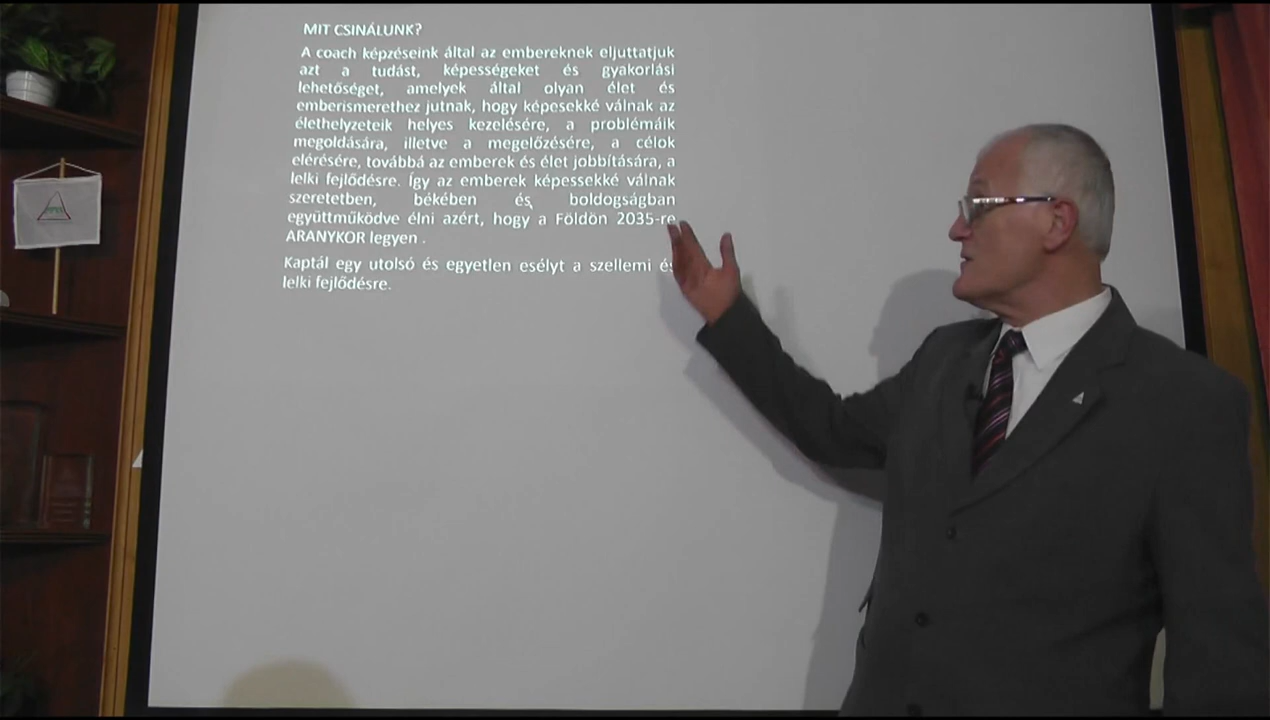 MIT CSINÁLUNK?
A coach képzéseink által az embereknek eljuttatjuk
azt a tudást, képességeket és gyakorlási
lehetőséget, amelyek által olyan élet és
emberismerethez jutnak, hogy képesekké válnak az
élethelyzeteik helyes kezelésére, a problémáik
megoldására, illetve a megelőzésére, a célok
elérésére, továbbá az emberek és élet jobbítására, a
lelki fejlődésre. Így az emberek képessekké válnak
szeretetben, békében és boldogságban
együttműködve élni azért, hogy a Földön 2035-re
ARANYKOR legyen .
Kaptál egy utolsó és egyetlen esélyt a szellemi és
lelki fejlődésre.